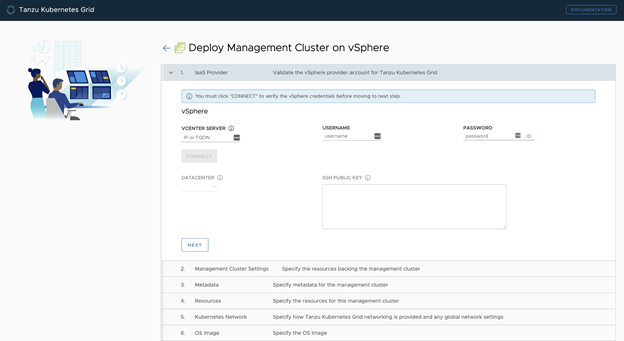 Tanzu Kubernetes Grid
DOCUMENTATION
Deploy Management Cluster on vSphere
1. IaaS Provider Validate the vSphere provider account for Tanzu Kubernetes Grid
You must click "CONNECT" to verify the vSphere credentials before moving to next step.
vSphere
VCENTER SERVER USERNAME PASSWORD
IP or FQDN username password
CONNECT
DATACENTER SSH PUBLIC KEY
NEXT
2. Management Cluster Settings Specify the resources backing the management cluster
3. Metadata Specify metadata for the management cluster
4. Resources Specify the resources for this management cluster
5. Kubernetes Network Specify how Tanzu Kubernetes Grid networking is provided and any global network settings
6. OS Image Specify the OS Image